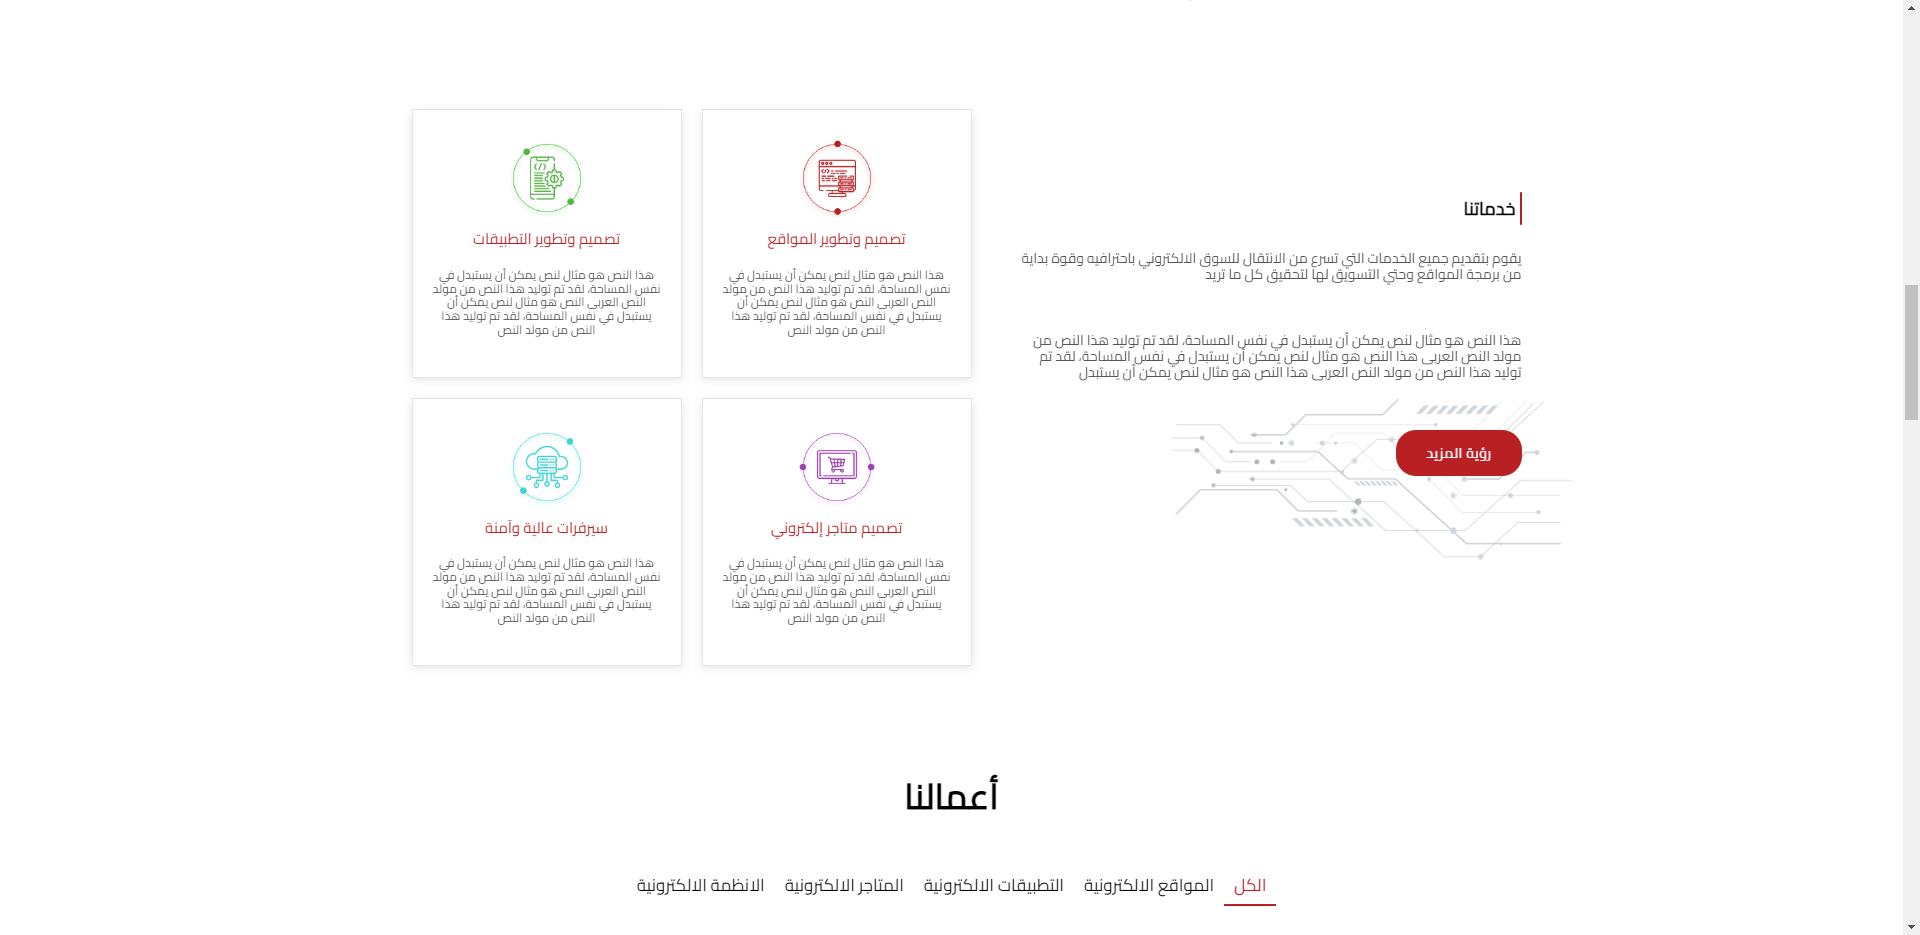 خدماتنا
يقوم بتقديم جميع الخدمات التي تسرع من الانتقال للسوق الالكتروني باحترافيه وقوة بداية
من برمجة المواقع وحتي التسويق لها لتحقيق كل ما تريد
هذا النص هو مثال لنص يمكن أن يستبدل في نفس المساحة، لقد تم توليد هذا النص من
مولد النص العربى هذا النص هو مثال لنص يمكن أن يستبدل في نفس المساحة، لقد تم
توليد هذا النص من مولد النص العربى هذا النص هو مثال لنص يمكن أن يستبدل
رؤية المزيد
تصميم وتطوير المواقع
هذا النص هو مثال لنص يمكن أن يستبدل في
نفس المساحة، لقد تم توليد هذا النص من مولد
النص العربى النص هو مثال لنص يمكن أن
يستبدل في نفس المساحة، لقد تم توليد هذا
النص من مولد النص
تصميم وتطوير التطبيقات
هذا النص هو مثال لنص يمكن أن يستبدل في
نفس المساحة، لقد تم توليد هذا النص من مولد
النص العربى النص هو مثال لنص يمكن أن
يستبدل في نفس المساحة، لقد تم توليد هذا
النص من مولد النص
تصميم متاجر إلكتروني
هذا النص هو مثال لنص يمكن أن يستبدل في
نفس المساحة، لقد تم توليد هذا النص من مولد
النص العربى النص هو مثال لنص يمكن أن
يستبدل في نفس المساحة، لقد تم توليد هذا
النص من مولد النص
سيرفرات عالية وآمنة
هذا النص هو مثال لنص يمكن أن يستبدل في
نفس المساحة، لقد تم توليد هذا النص من مولد
النص العربى النص هو مثال لنص يمكن أن
يستبدل في نفس المساحة، لقد تم توليد هذا
النص من مولد النص
أعمالنا
الكل المواقع الالكترونية التطبيقات الالكترونية المتاجر الالكترونية الانظمة الالكترونية